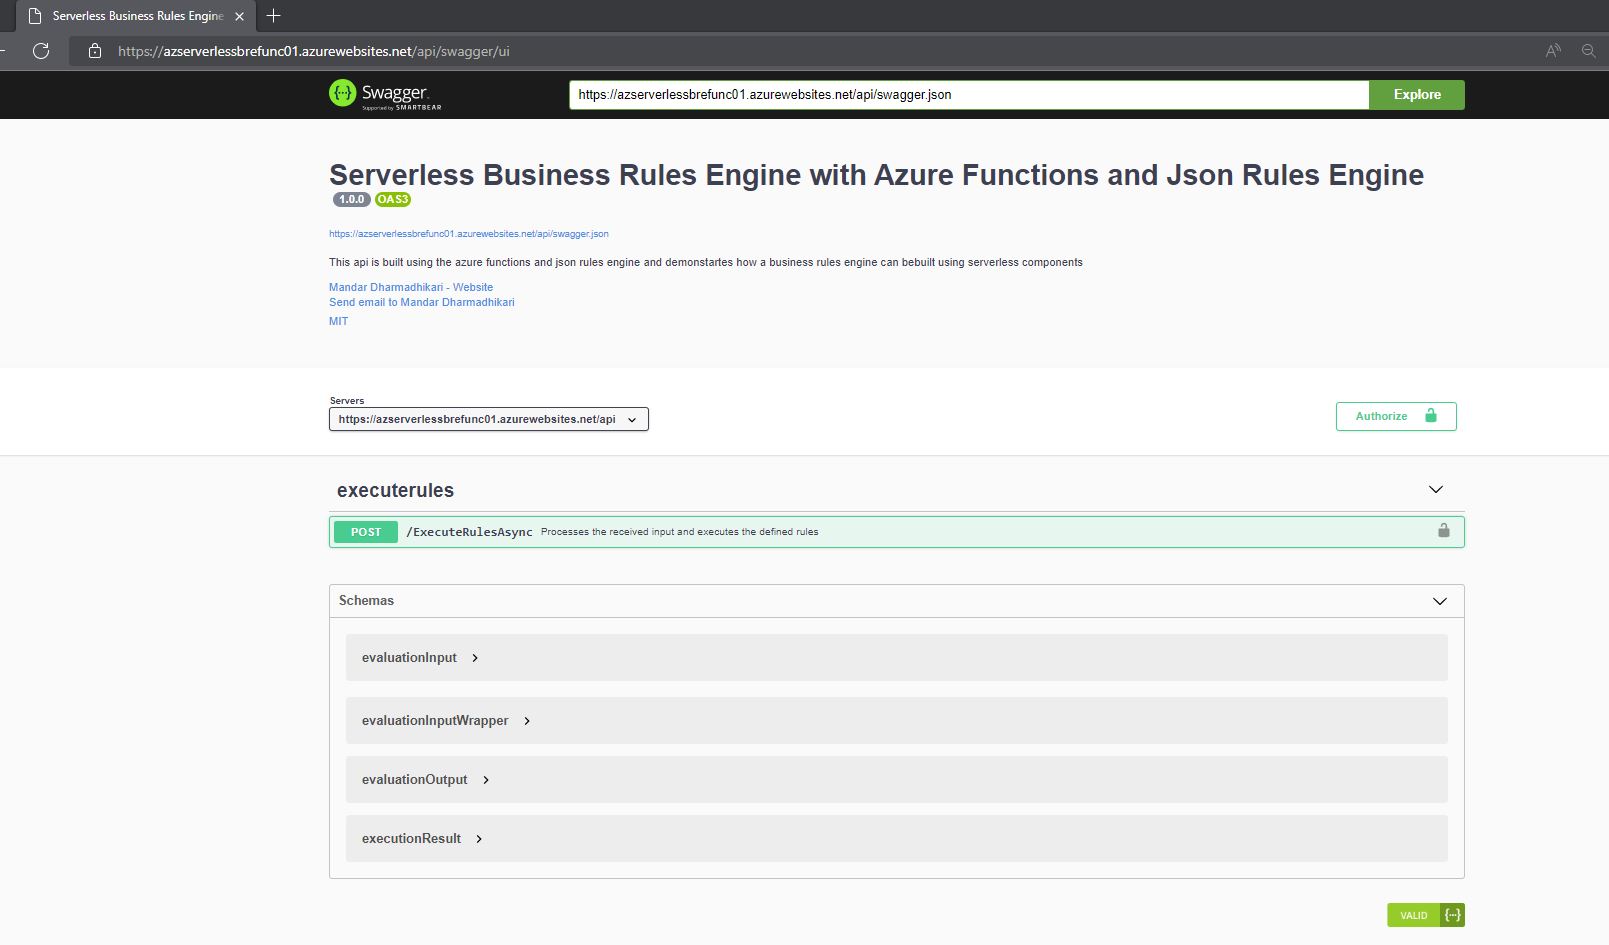 Serverless Business Rules Engine
https://azserverlessbrefunc01.azurewebsites.net/api/swagger/ui
Swagger.
Supported by SMARTBEAR
https://azserverlessbrefunc01.azurewebsites.net/api/swagger.json
Explore
Serverless Business Rules Engine with Azure Functions and Json Rules Engine
1.0.0 OAS3
https://azserverlessbrefunc01.azurewebsites.net/api/swagger.json
This api is built using the azure functions and json rules engine and demonstartes how a business rules engine can bebuilt using serverless components
Mandar Dharmadhikari - Website
Send email to Mandar Dharmadhikari
MIT
Servers
https://azserverlessbrefunc01.azurewebsites.net/api
Authorize
executerules
POST /ExecuteRulesAsync Processes the received input and executes the defined rules
Schemas
evaluationInput
evaluationInputWrapper
evaluationOutput
executionResult
VALID {···}